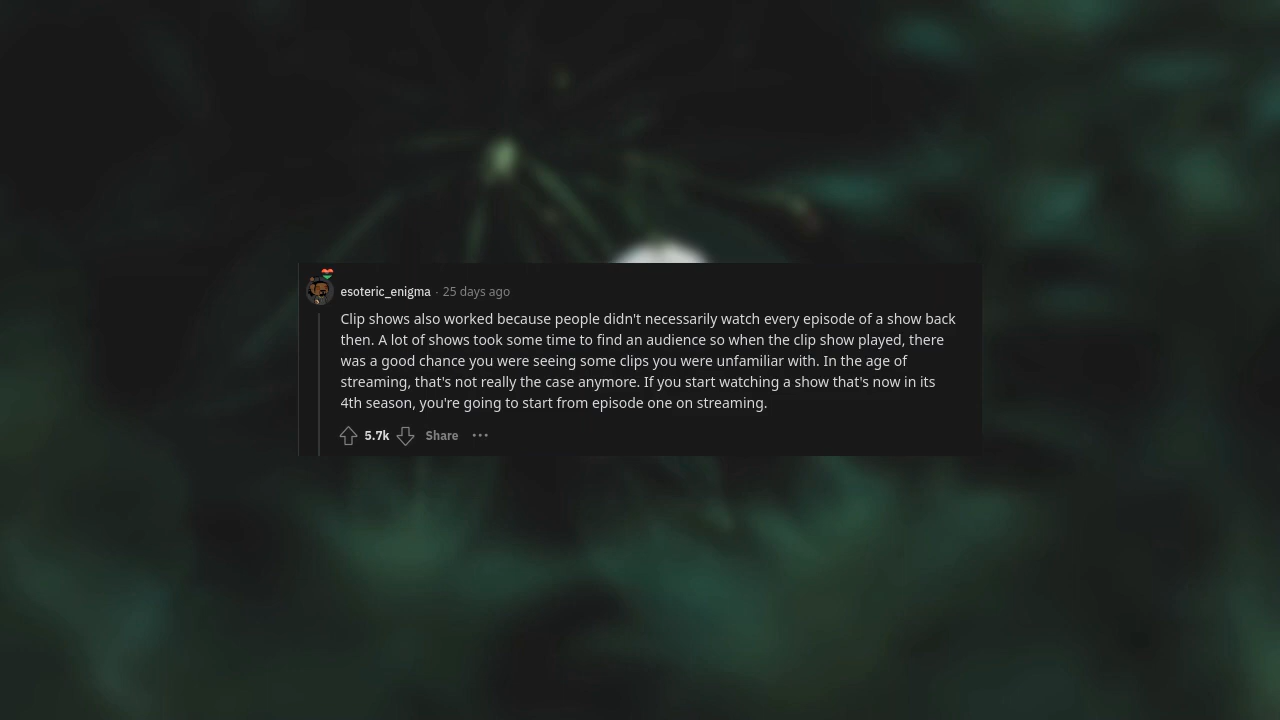 esoteric_enigma · 25 days ago
Clip shows also worked because people didn't necessarily watch every episode of a show back
then. A lot of shows took some time to find an audience so when the clip show played, there
was a good chance you were seeing some clips you were unfamiliar with. In the age of
streaming, that's not really the case anymore. If you start watching a show that's now in its
4th season, you're going to start from episode one on streaming.
5.7k Share ···